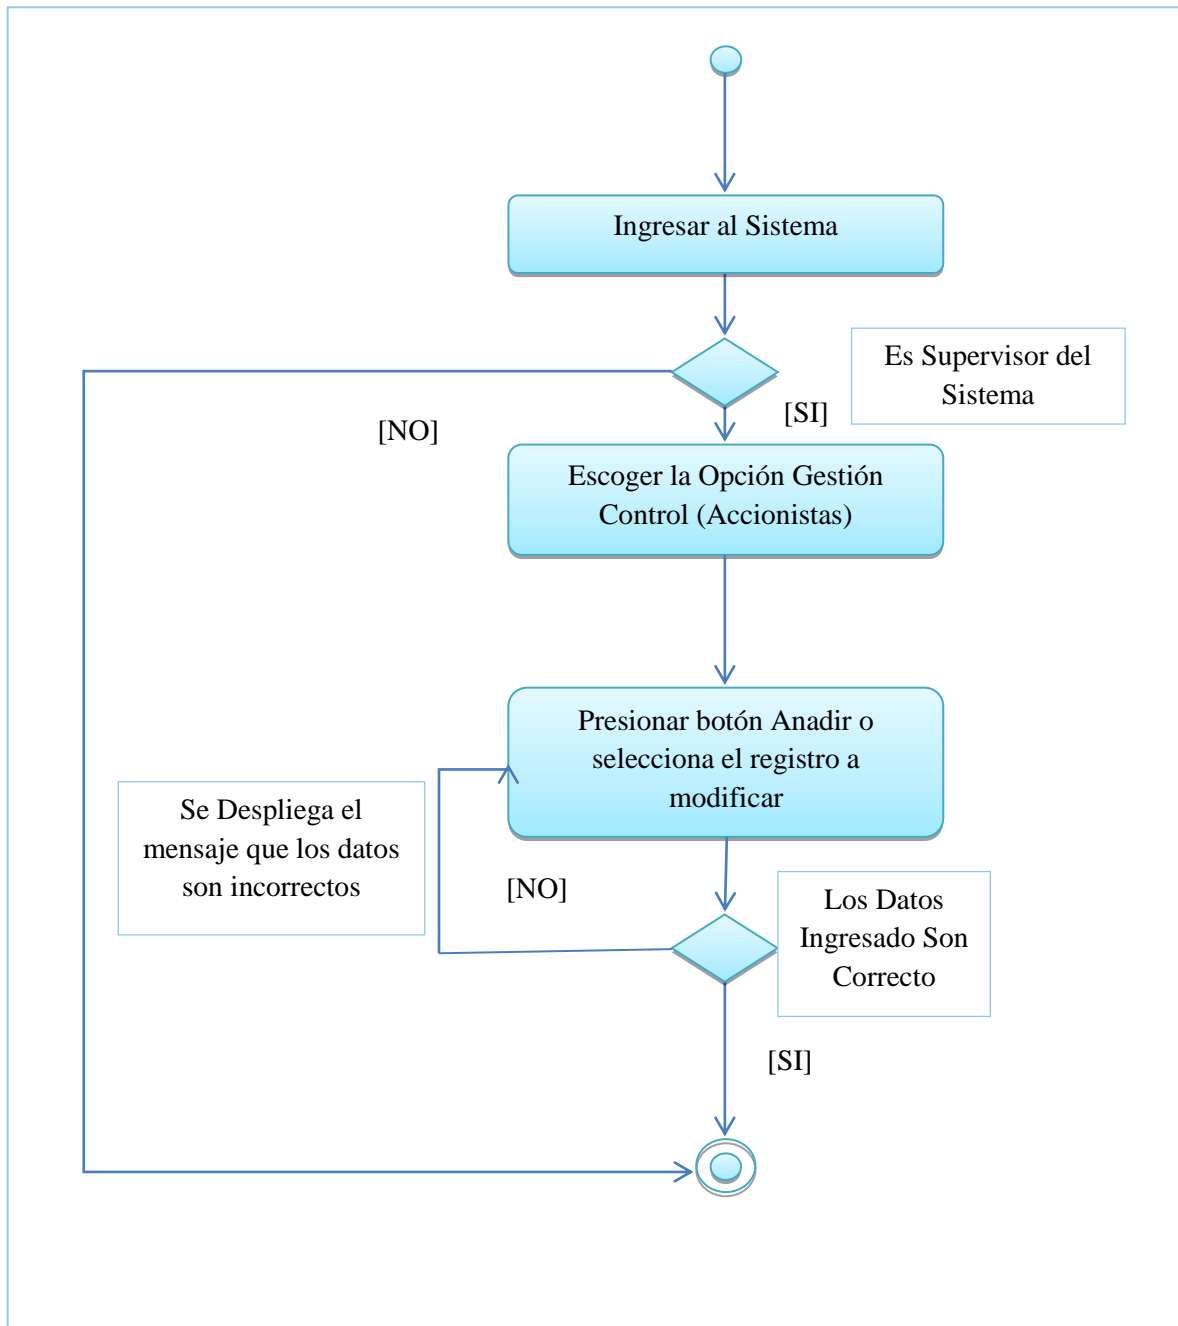 Ingresar al Sistema
Es Supervisor del
Sistema
[SI]
[NO]
Escoger la Opción Gestión
Control (Accionistas)
Presionar botón Anadir o
selecciona el registro a
modificar
Se Despliega el
mensaje que los datos
son incorrectos
[NO]
Los Datos
Ingresado Son
Correcto
[SI]